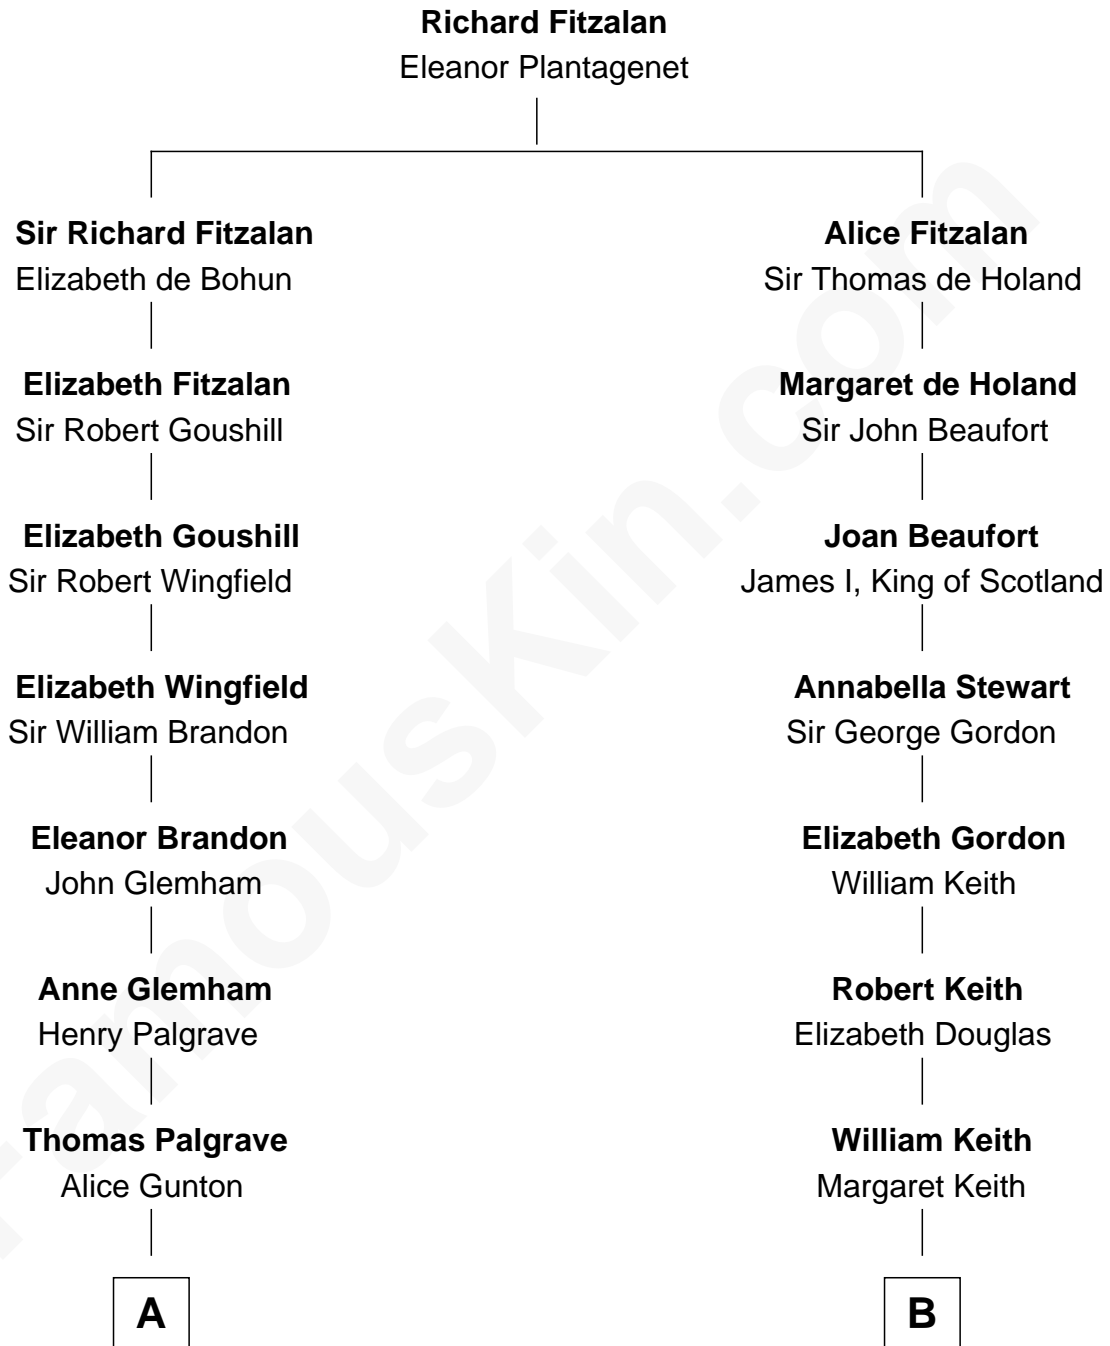 Richard Fitzalan
Eleanor Plantagenet
Sir Richard Fitzalan
Elizabeth de Bohun
Alice Fitzalan
Sir Thomas de Holand
Elizabeth Fitzalan
Sir Robert Goushill
Margaret de Holand
Sir John Beaufort
Elizabeth Goushill
Sir Robert Wingfield
Joan Beaufort
James I, King of Scotland
Elizabeth Wingfield
Sir William Brandon
Annabella Stewart
Sir George Gordon
Eleanor Brandon
John Glemham
Elizabeth Gordon
William Keith
Anne Glemham
Henry Palgrave
Robert Keith
Elizabeth Douglas
Thomas Palgrave
Alice Gunton
William Keith
Margaret Keith
A
B
FamousKin.com